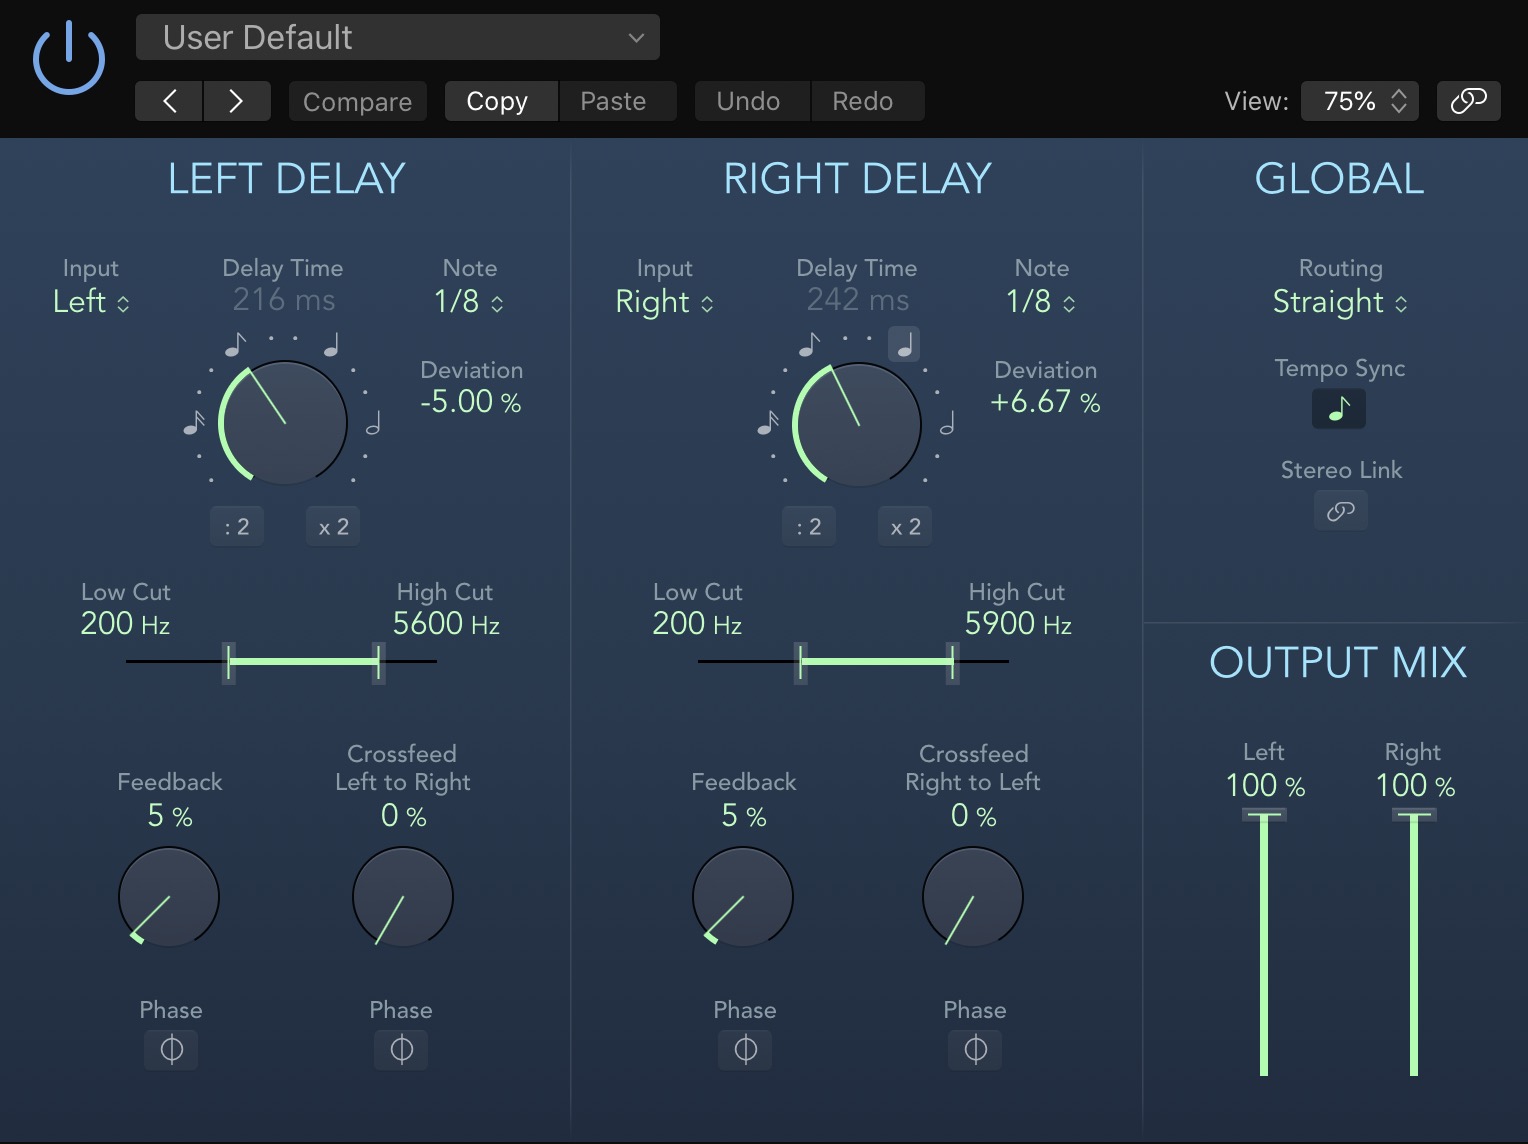 User Default
Compare
Copy
Paste
Undo
Redo
View:
75%
LEFT DELAY
Input
Left
Delay Time
216 ms
Note
1/8
Deviation
-5.00 %
: 2
x 2
Low Cut
200 Hz
High Cut
5600 Hz
Feedback
5 %
Crossfeed
Left to Right
0 %
Phase
Phase
RIGHT DELAY
Input
Right
Delay Time
242 ms
Note
1/8
Deviation
+6.67 %
: 2
x 2
Low Cut
200 Hz
High Cut
5900 Hz
Feedback
5 %
Crossfeed
Right to Left
0 %
Phase
Phase
GLOBAL
Routing
Straight
Tempo Sync
Stereo Link
OUTPUT MIX
Left
100 %
Right
100 %